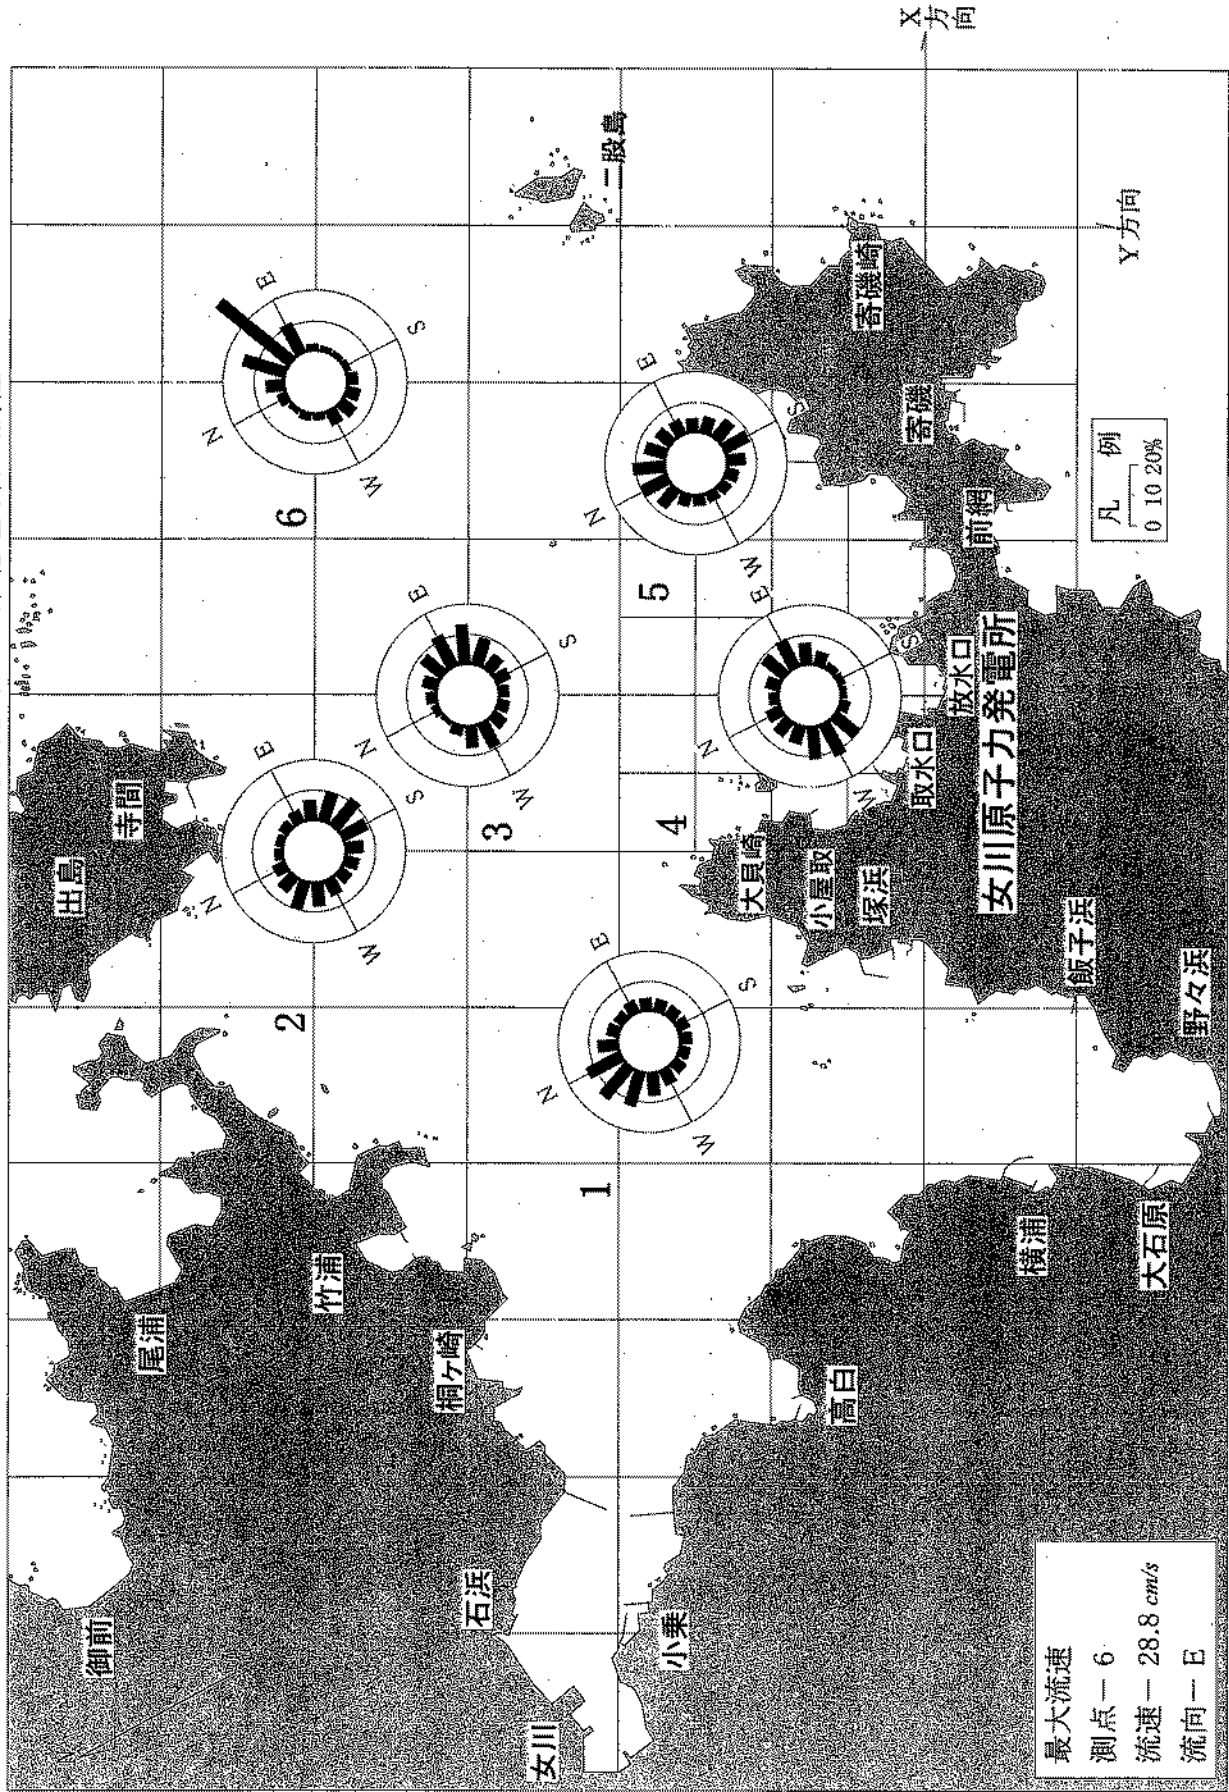 X方向
Y方向
二股島
寄磯崎
寄磯
前網
凡 例
0 10 20%
E
S
N
W
6
E
S
N
W
5
E
S
N
W
3
E
S
N
W
4
E
S
N
W
2
E
S
N
W
1
寺間
出島
放水口
取水口
女川原子力発電所
大貝崎
小屋取
塚浜
飯子浜
野々浜
尾浦
竹浦
桐ヶ崎
高白
横浦
大石原
御前
石浜
小乗
女川
最大流速
測点－6
流速－28.8 cm/s
流向－E